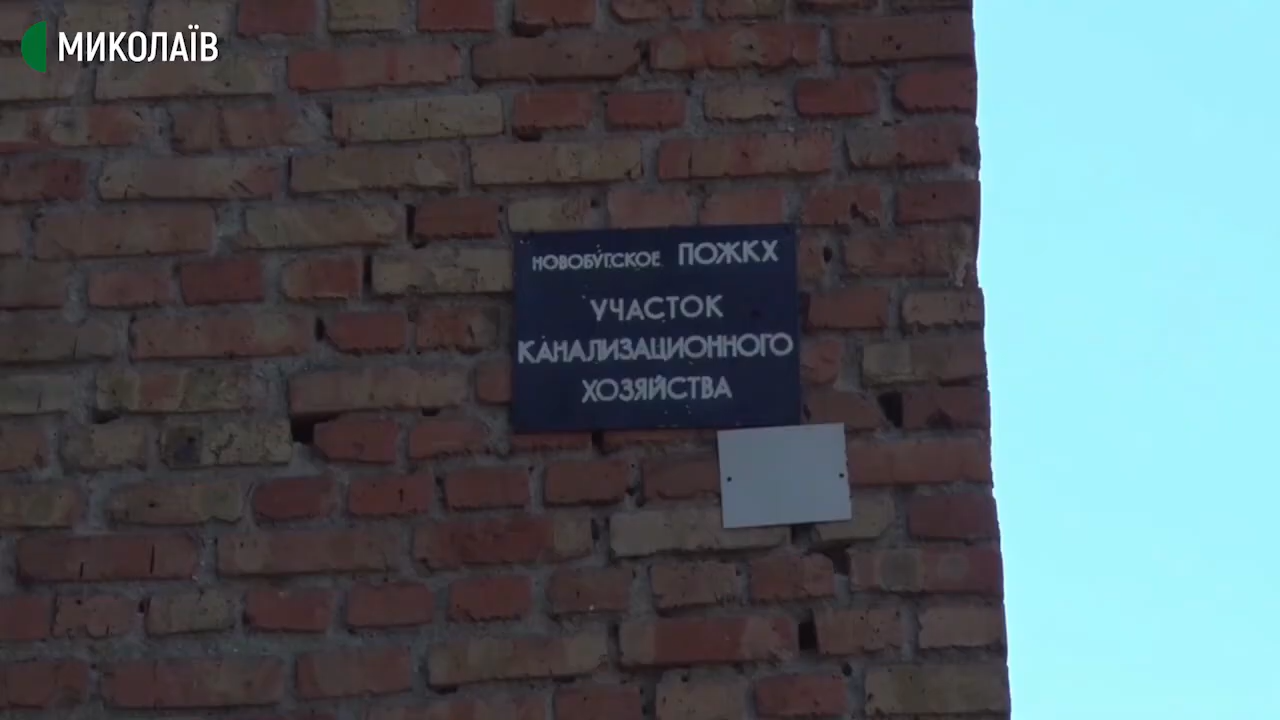 МИКОЛАЇВ
НОВОБУГСКОЕ ПОЖКХ
УЧАСТОК
КАНАЛИЗАЦИОННОГО
ХОЗЯЙСТВА